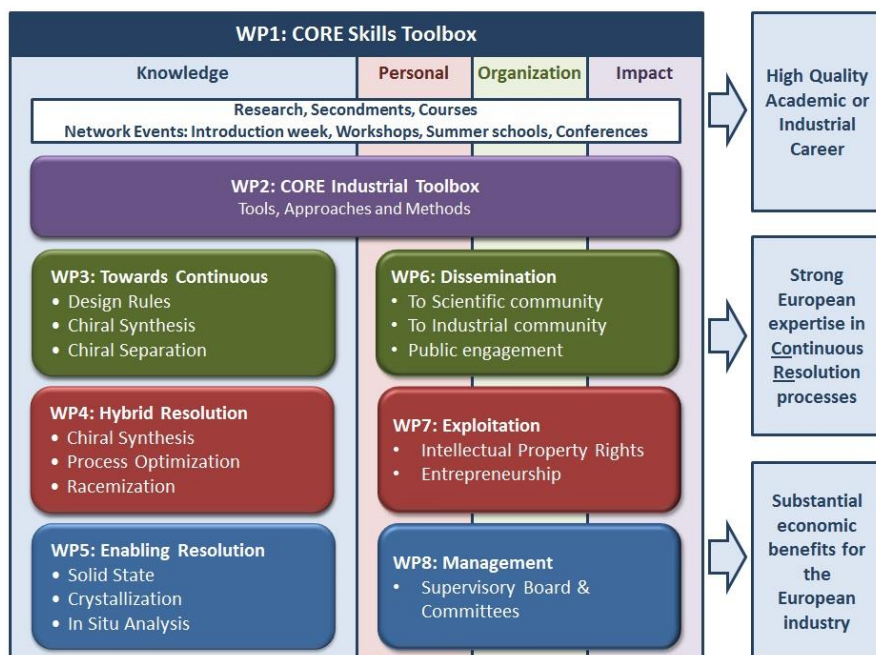 WP1: CORE Skills Toolbox
Knowledge
Personal
Organization
Impact
Research, Secondments, Courses
Network Events: Introduction week, Workshops, Summer schools, Conferences
WP2: CORE Industrial Toolbox
Tools, Approaches and Methods
WP3: Towards Continuous
• Design Rules
• Chiral Synthesis
• Chiral Separation
WP6: Dissemination
• To Scientific community
• To Industrial community
• Public engagement
WP4: Hybrid Resolution
• Chiral Synthesis
• Process Optimization
• Racemization
WP7: Exploitation
• Intellectual Property Rights
• Entrepreneurship
WP5: Enabling Resolution
• Solid State
• Crystallization
• In Situ Analysis
WP8: Management
• Supervisory Board &
Committees
High Quality
Academic or
Industrial
Career
Strong
European
expertise in
Continuous
Resolution
processes
Substantial
economic
benefits for
the
European
industry